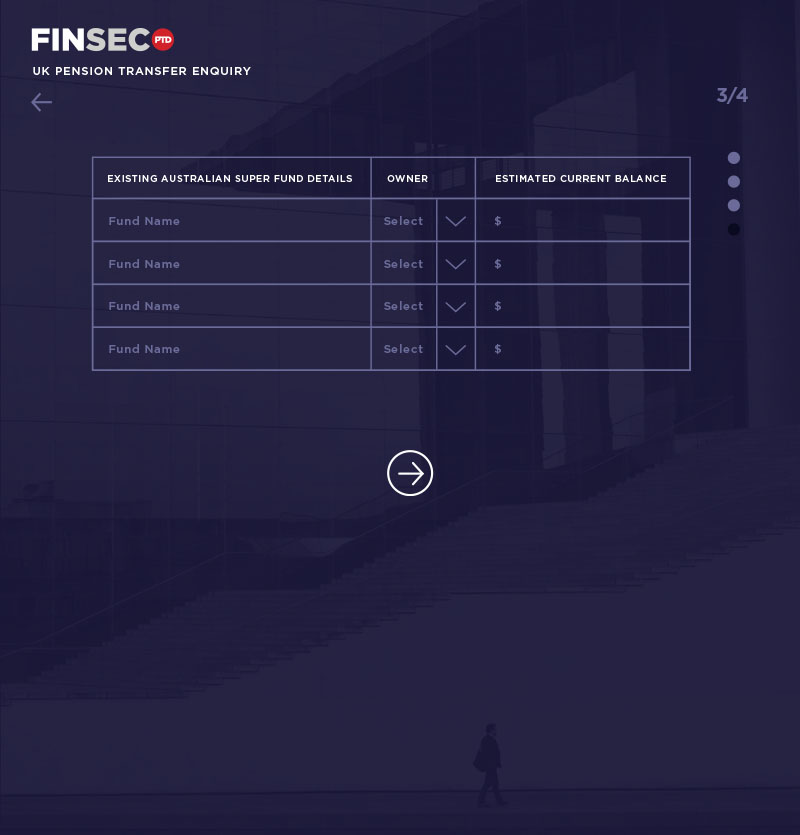 FINSEC PTD
UK PENSION TRANSFER ENQUIRY
3/4
EXISTING AUSTRALIAN SUPER FUND DETAILS OWNER ESTIMATED CURRENT BALANCE
Fund Name Select $
Fund Name Select $
Fund Name Select $
Fund Name Select $